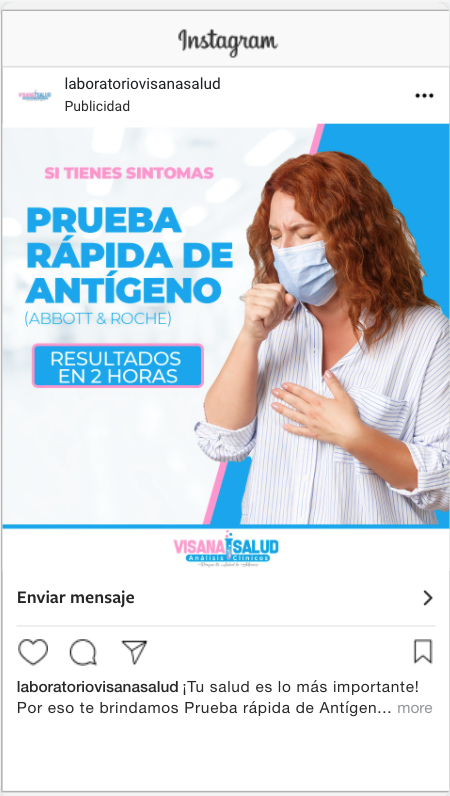 Instagram
laboratoriovisanasalud
Publicidad
SI TIENES SINTOMAS
PRUEBA
RÁPIDA DE
ANTÍGENO
(ABBOTT & ROCHE)
RESULTADOS
EN 2 HORAS
VISANA SALUD
Análisis Clínicos
Enviar mensaje
laboratoriovisanasalud ¡Tu salud es lo más importante!
Por eso te brindamos Prueba rápida de Antígen... more